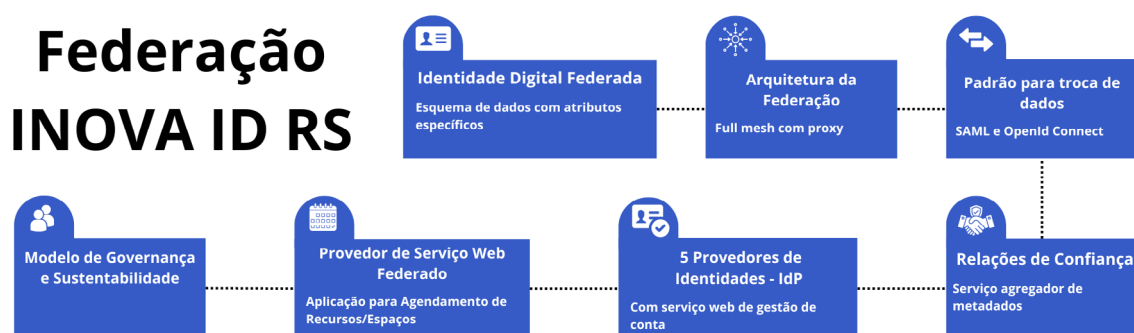 Federação
INOVA ID RS
Identidade Digital Federada
Esquema de dados com atributos
específicos
Arquitetura da
Federação
Full mesh com proxy
Padrão para troca de
dados
SAML e OpenId Connect
Modelo de Governança
e Sustentabilidade
Provedor de Serviço Web
Federado
Aplicação para Agendamento de
Recursos/Espaços
5 Provedores de
Identidades - IdP
Com serviço web de gestão de
conta
Relações de Confiança
Serviço agregador de
metadados